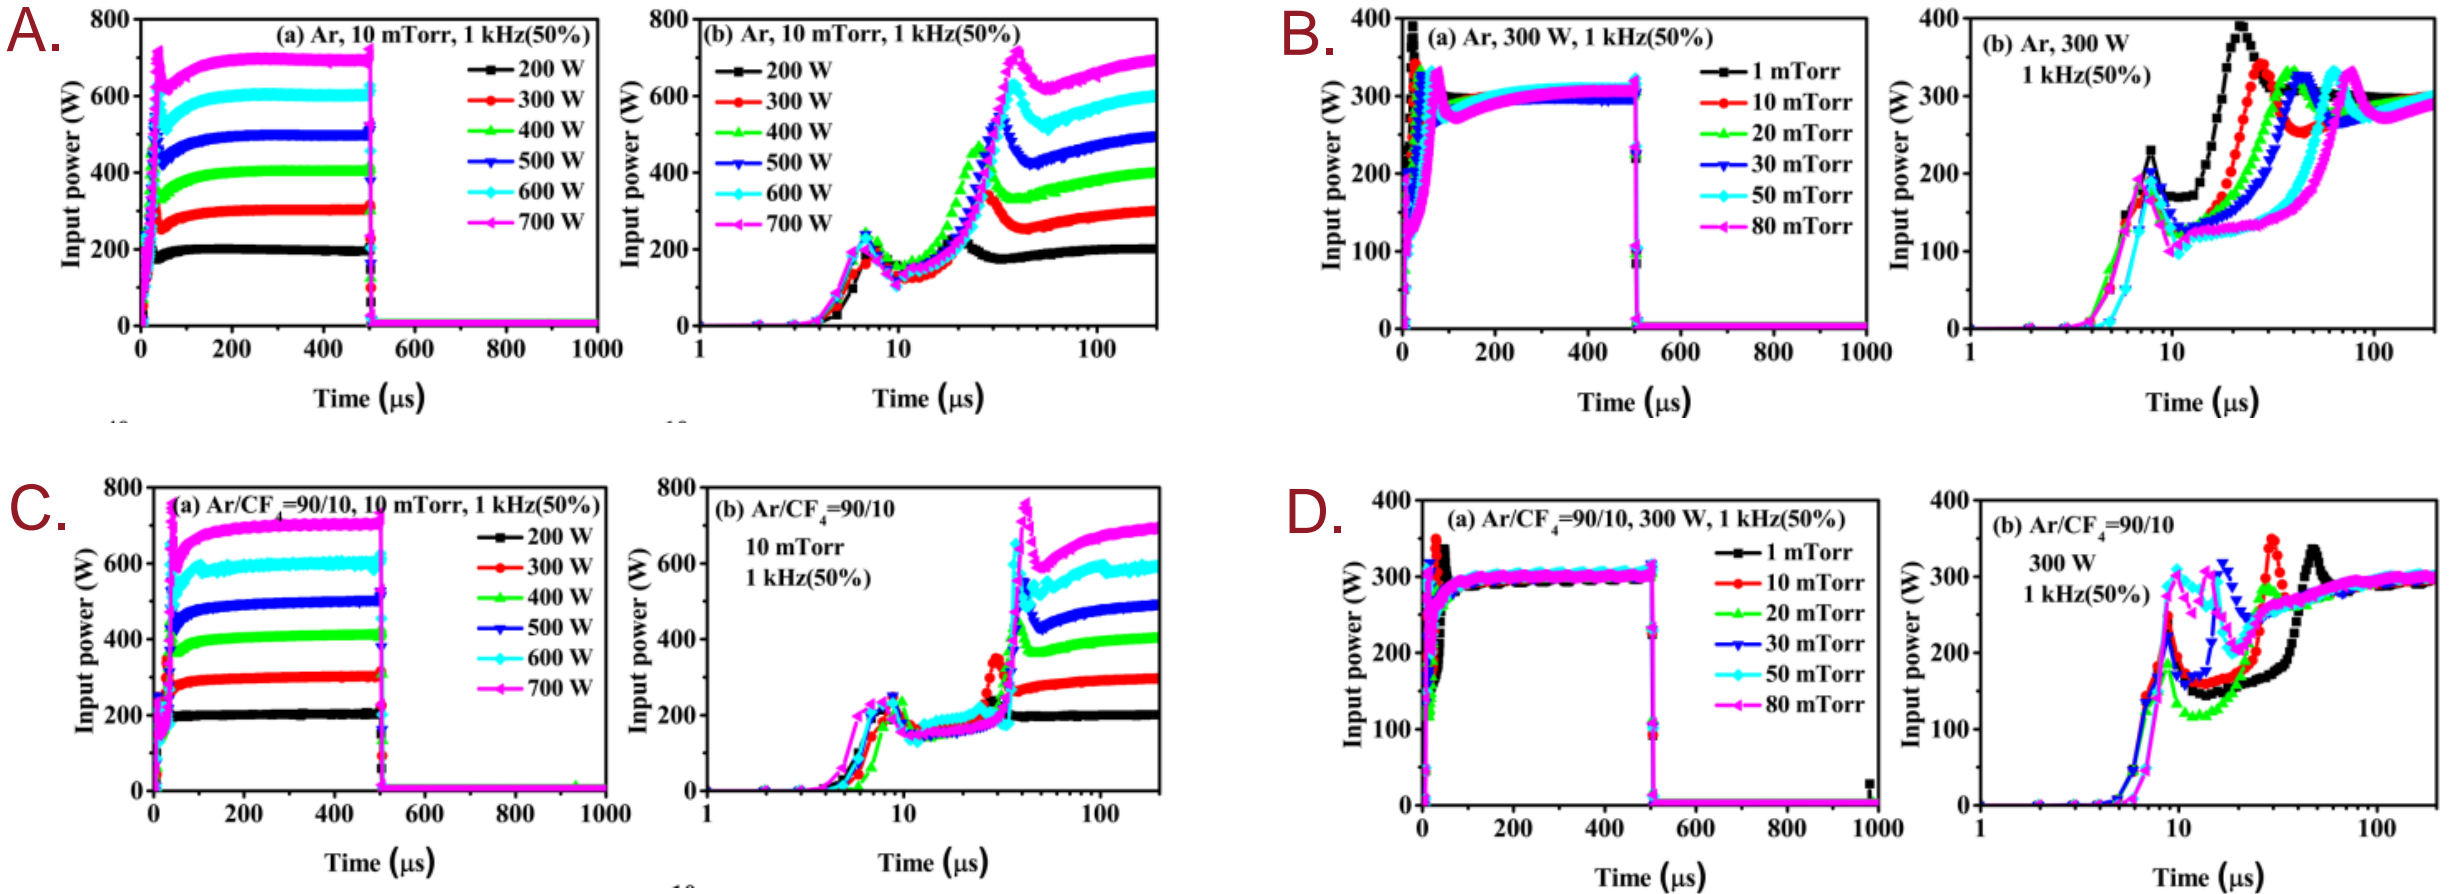 A.
(a) Ar, 10 mTorr, 1 kHz(50%)
200 W
300 W
400 W
500 W
600 W
700 W
Input power (W)
800
600
400
200
0
0 200 400 600 800 1000
Time (μs)
(b) Ar, 10 mTorr, 1 kHz(50%)
200 W
300 W
400 W
500 W
600 W
700 W
Input power (W)
800
600
400
200
0
1 10 100
Time (μs)
B.
(a) Ar, 300 W, 1 kHz(50%)
1 mTorr
10 mTorr
20 mTorr
30 mTorr
50 mTorr
80 mTorr
Input power (W)
400
300
200
100
0
0 200 400 600 800 1000
Time (μs)
(b) Ar, 300 W
1 kHz(50%)
Input power (W)
400
300
200
100
0
1 10 100
Time (μs)
C.
(a) Ar/CF₄=90/10, 10 mTorr, 1 kHz(50%)
200 W
300 W
400 W
500 W
600 W
700 W
Input power (W)
800
600
400
200
0
0 200 400 600 800 1000
Time (μs)
(b) Ar/CF₄=90/10
10 mTorr
1 kHz(50%)
Input power (W)
800
600
400
200
0
1 10 100
Time (μs)
D.
(a) Ar/CF₄=90/10, 300 W, 1 kHz(50%)
1 mTorr
10 mTorr
20 mTorr
30 mTorr
50 mTorr
80 mTorr
Input power (W)
400
300
200
100
0
0 200 400 600 800 1000
Time (μs)
(b) Ar/CF₄=90/10
300 W
1 kHz(50%)
Input power (W)
400
300
200
100
0
1 10 100
Time (μs)